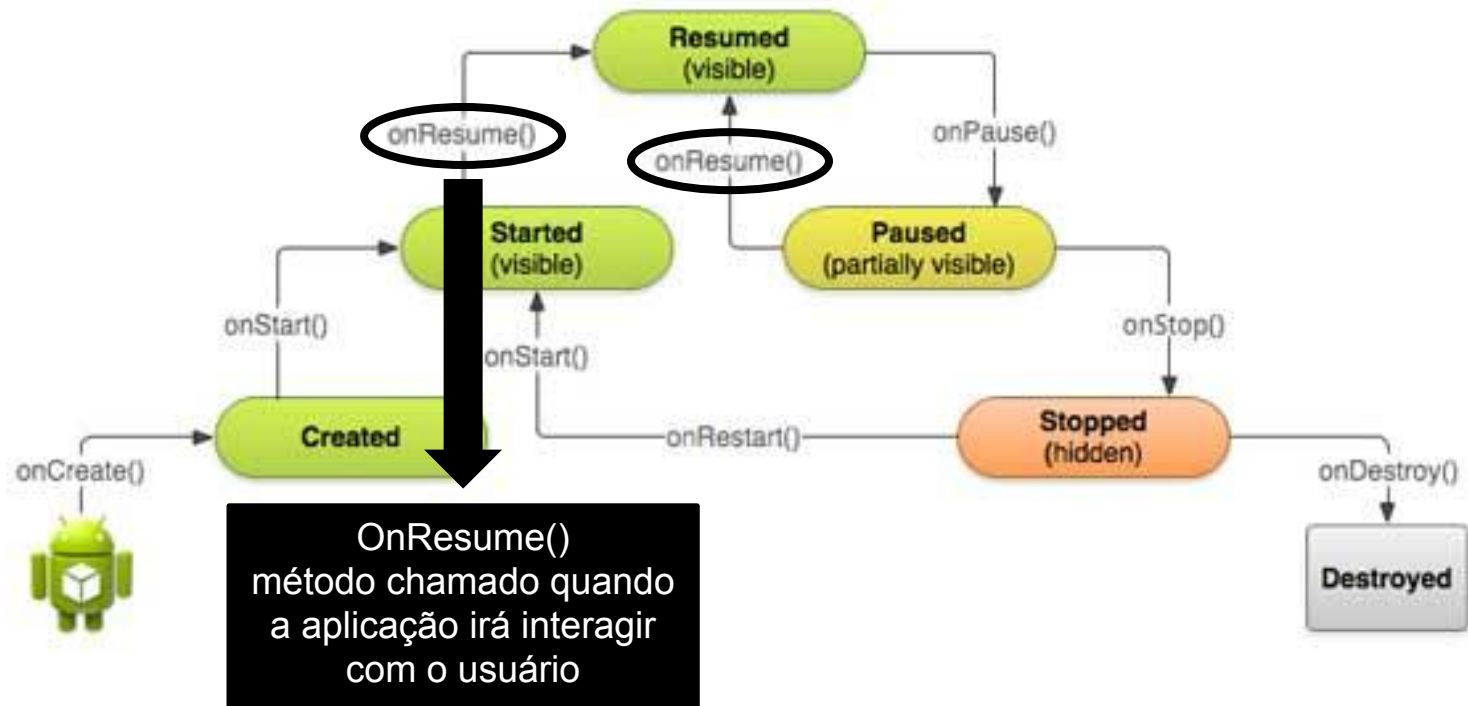 Resumed
(visible)
onResume()
onResume()
onPause()
Started
(visible)
Paused
(partially visible)
onStart()
onStart()
onStop()
Created
onRestart()
Stopped
(hidden)
onCreate()
onDestroy()
OnResume()
método chamado quando
a aplicação irá interagir
com o usuário
Destroyed